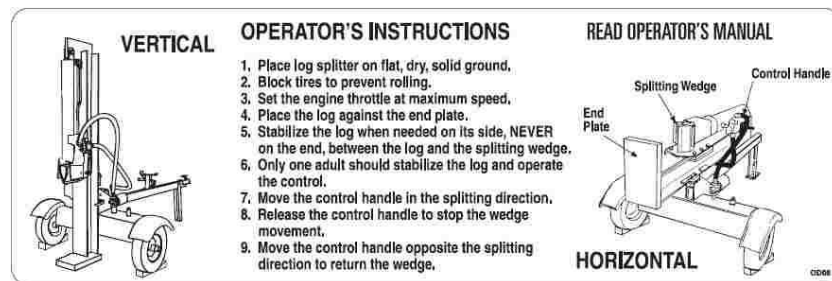 VERTICAL
OPERATOR'S INSTRUCTIONS
1. Place log splitter on flat, dry, solid ground.
2. Block tires to prevent rolling.
3. Set the engine throttle at maximum speed.
4. Place the log against the end plate.
5. Stabilize the log when needed on its side, NEVER
on the end, between the log and the splitting wedge.
6. Only one adult should stabilize the log and operate
the control.
7. Move the control handle in the splitting direction.
8. Release the control handle to stop the wedge
movement.
9. Move the control handle opposite the splitting
direction to return the wedge.
READ OPERATOR'S MANUAL
Control Handle
Splitting Wedge
End
Plate
HORIZONTAL